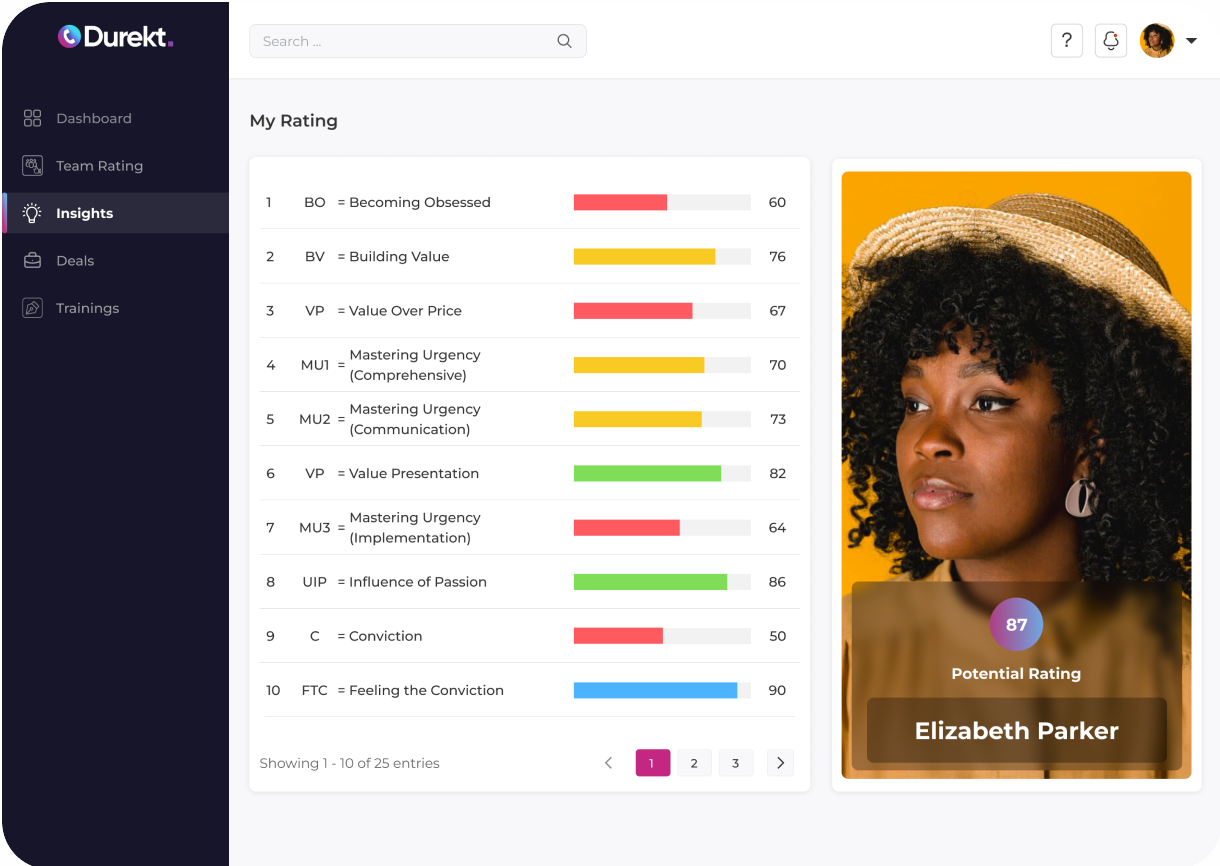 Durekt.
Search ...
?
Dashboard
Team Rating
Insights
Deals
Trainings
My Rating
1 BO = Becoming Obsessed 60
2 BV = Building Value 76
3 VP = Value Over Price 67
4 MU1 = Mastering Urgency
(Comprehensive) 70
5 MU2 = Mastering Urgency
(Communication) 73
6 VP = Value Presentation 82
7 MU3 = Mastering Urgency
(Implementation) 64
8 UIP = Influence of Passion 86
9 C = Conviction 50
10 FTC = Feeling the Conviction 90
Showing 1 - 10 of 25 entries
1 2 3
87
Potential Rating
Elizabeth Parker